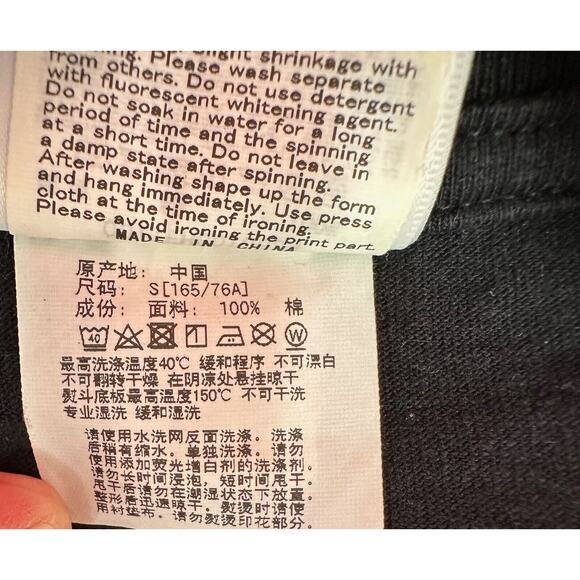 slight shrinkage with
Please wash separate
from others. Do not use detergent
with fluorescent whitening agent.
Do not soak in water for a long
period of time and the spinning
at a short time. Do not leave in
a damp state after spinning.
After washing shape up the form
and hang immediately. Use press
cloth at the time of ironing.
Please avoid ironing the print part.
MADE IN CHINA
原产地: 中国
尺码: S[165/76A]
成份: 面料: 100% 棉
40 W
最高洗涤温度40℃ 缓和程序 不可漂白
不可翻转干燥 在阴凉处悬挂晾干
熨斗底板最高温度150℃ 不可干洗
专业湿洗 缓和湿洗
请使用水洗网反面洗涤。洗涤
后稍有缩水。单独洗涤。请勿
使用添加荧光增白剂的洗涤剂。
请勿长时间浸泡，短时间甩干。
甩干后请勿在潮湿状态下放置。
整形后迅速晾干。熨烫时请使
用衬垫布。请勿熨烫印花部分。